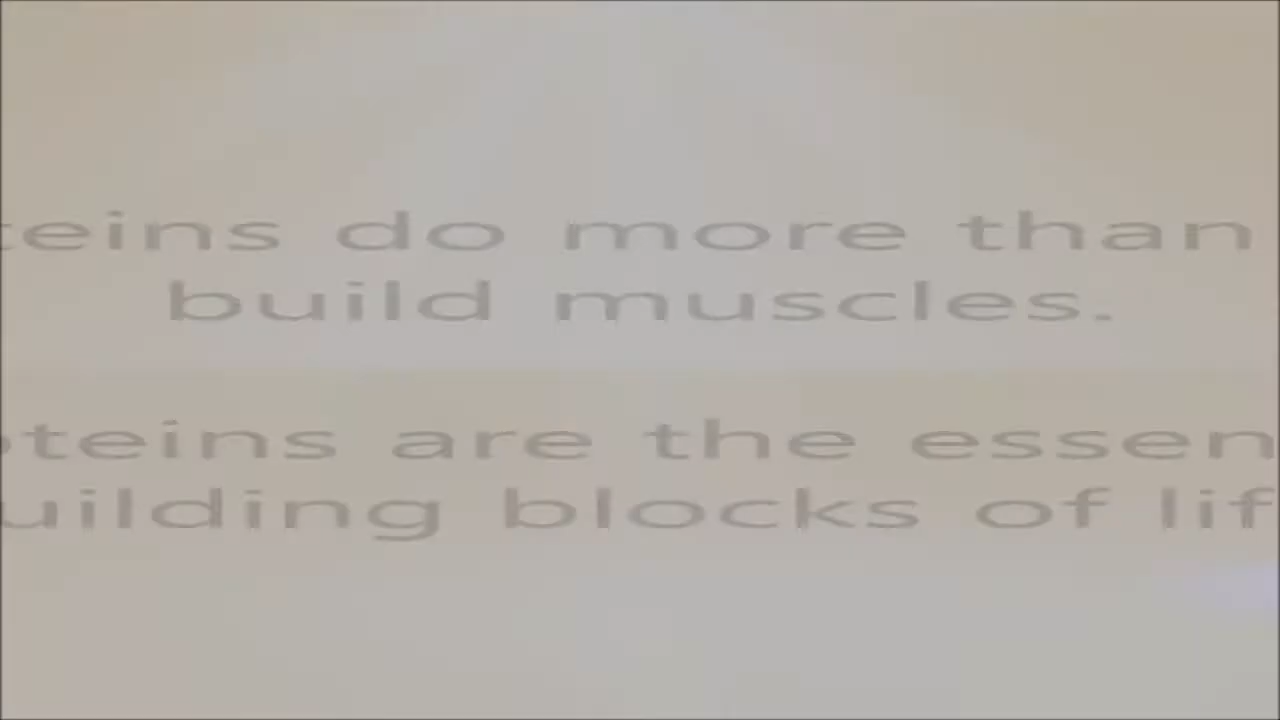 teins do more than
build muscles.
teins are the essen
uilding blocks of lif